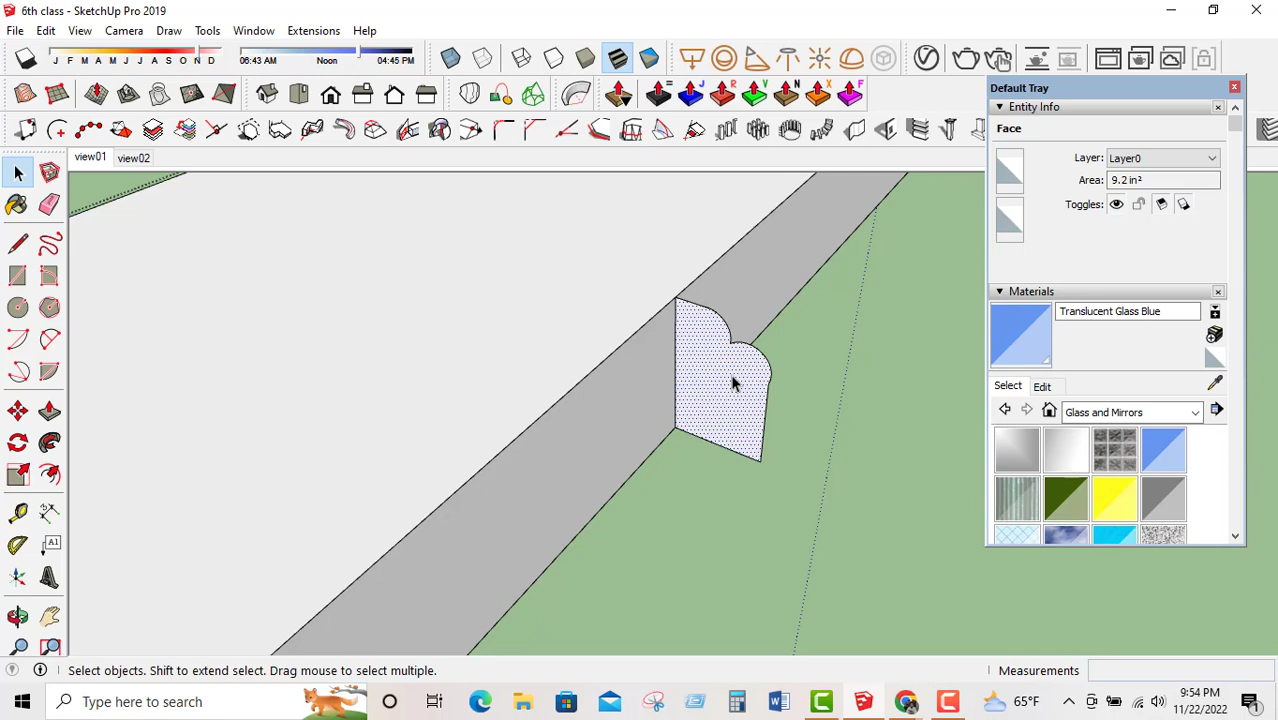 6th class - SketchUp Pro 2019
File Edit View Camera Draw Tools Window Extensions Help
J F M A M J J A S O N D 06:43 AM Noon 04:45 PM
= J R V N X F
Default Tray
Entity Info
Face
view01 view02
Layer: Layer0
Area: 9.2 in²
Toggles:
Materials
Translucent Glass Blue
Select Edit
Glass and Mirrors
A1
A
Select objects. Shift to extend select. Drag mouse to select multiple.
Measurements
Type here to search
65°F
9:54 PM
11/22/2022
1